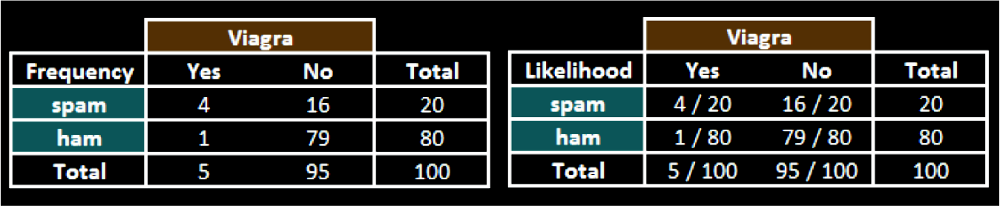 Viagra
Frequency Yes No Total
spam 4 16 20
ham 1 79 80
Total 5 95 100
Viagra
Likelihood Yes No Total
spam 4 / 20 16 / 20 20
ham 1 / 80 79 / 80 80
Total 5 / 100 95 / 100 100